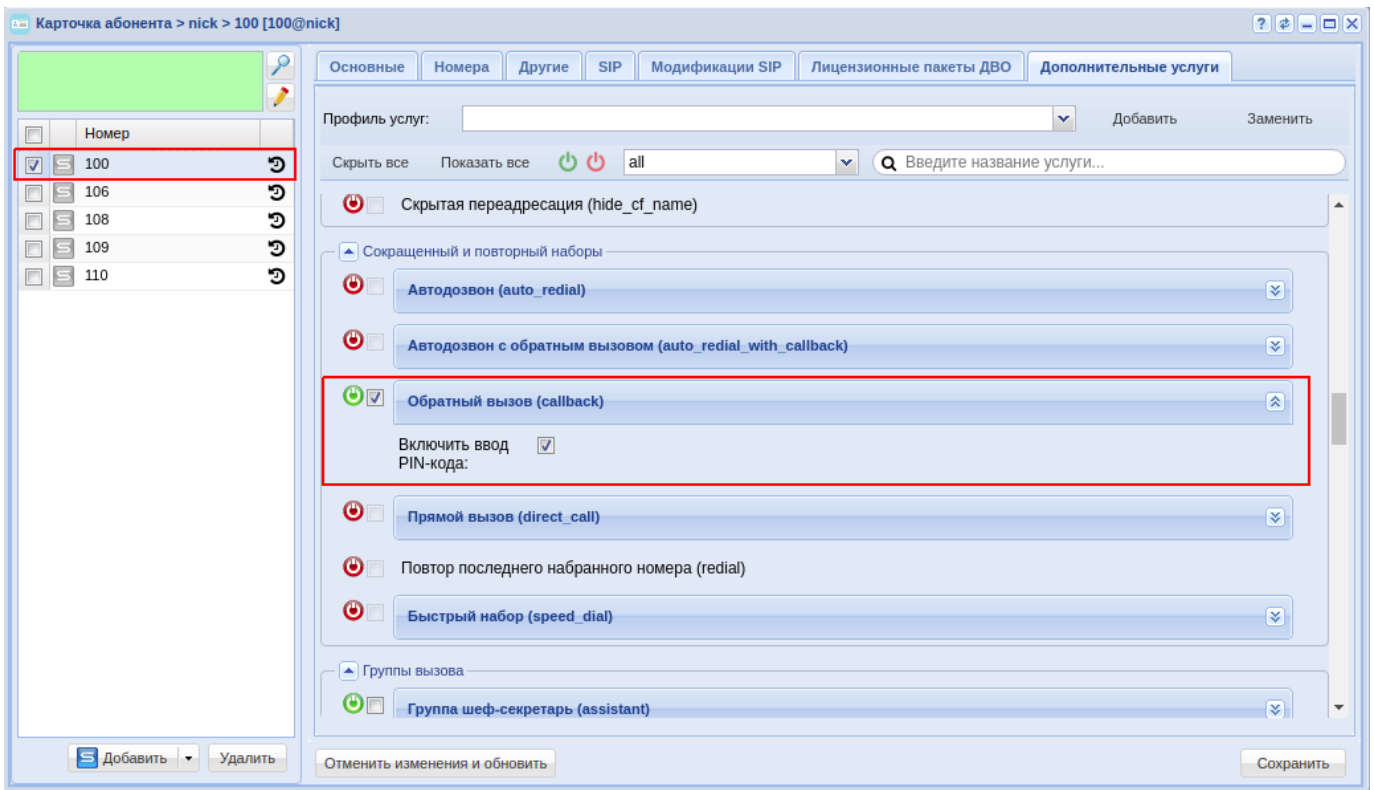 Карточка абонента > nick > 100 [100@nick]
Номер
100
106
108
109
110
Добавить
Удалить
Основные
Номера
Другие
SIP
Модификации SIP
Лицензионные пакеты ДВО
Дополнительные услуги
Профиль услуг:
Добавить
Заменить
Скрыть все
Показать все
all
Введите название услуги...
Скрытая переадресация (hide_cf_name)
Сокращенный и повторный наборы
Автодозвон (auto_redial)
Автодозвон с обратным вызовом (auto_redial_with_callback)
Обратный вызов (callback)
Включить ввод
PIN-кода:
Прямой вызов (direct_call)
Повтор последнего набранного номера (redial)
Быстрый набор (speed_dial)
Группы вызова
Группа шеф-секретарь (assistant)
Отменить изменения и обновить
Сохранить